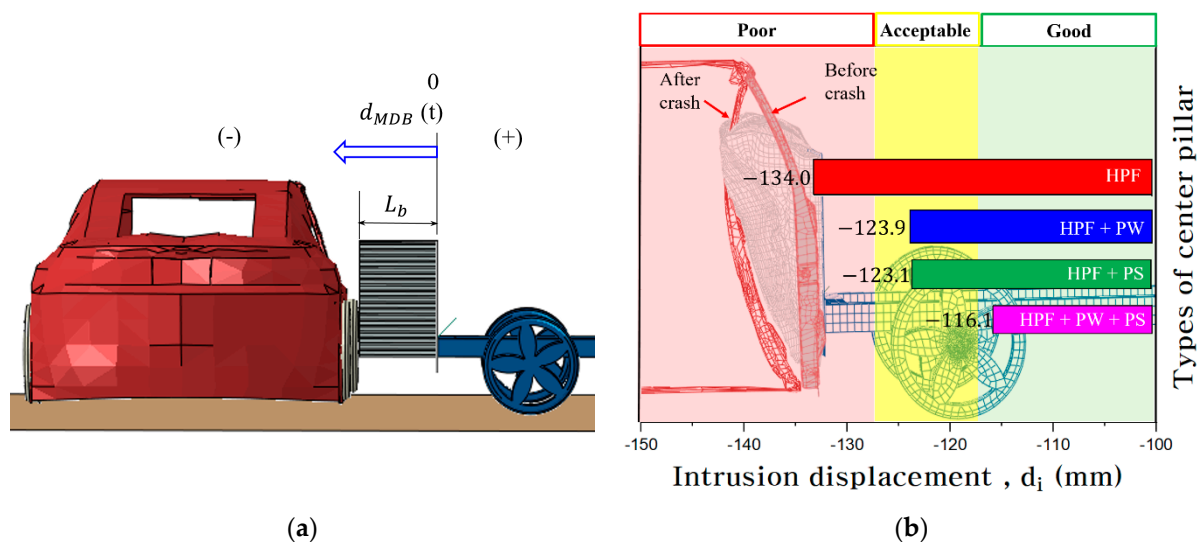 0
d_MDB (t)
(-)
(+)
L_b
(a)
Poor
Acceptable
Good
After
crash
Before
crash
−134.0
HPF
−123.9
HPF + PW
−123.1
HPF + PS
−116.1
HPF + PW + PS
Types of center pillar
-150
-140
-130
-120
-110
-100
Intrusion displacement , d_i (mm)
(b)